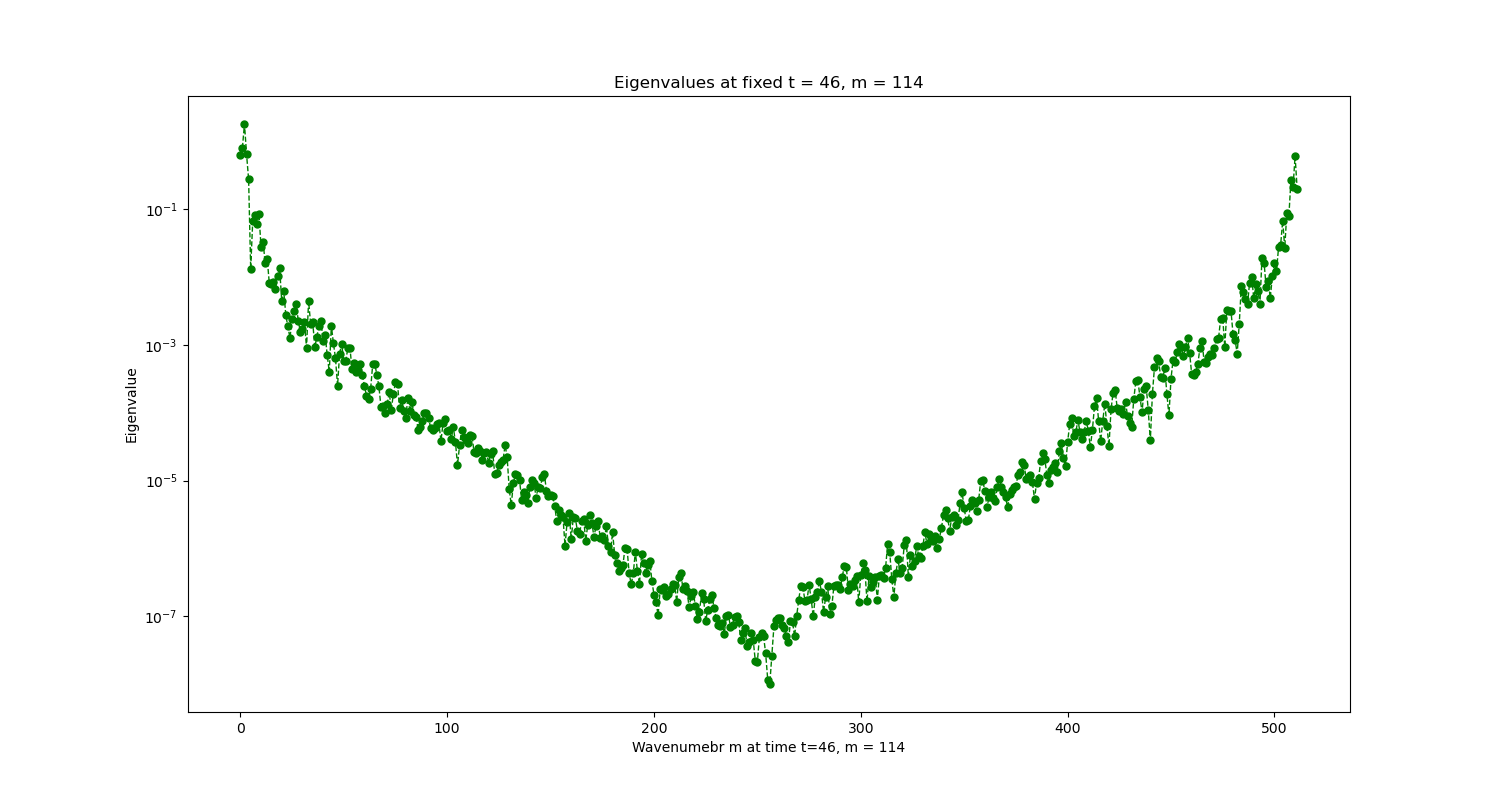 Eigenvalues at fixed t = 46, m = 114
Eigenvalue
10⁻¹
10⁻³
10⁻⁵
10⁻⁷
0 100 200 300 400 500
Wavenumebr m at time t=46, m = 114